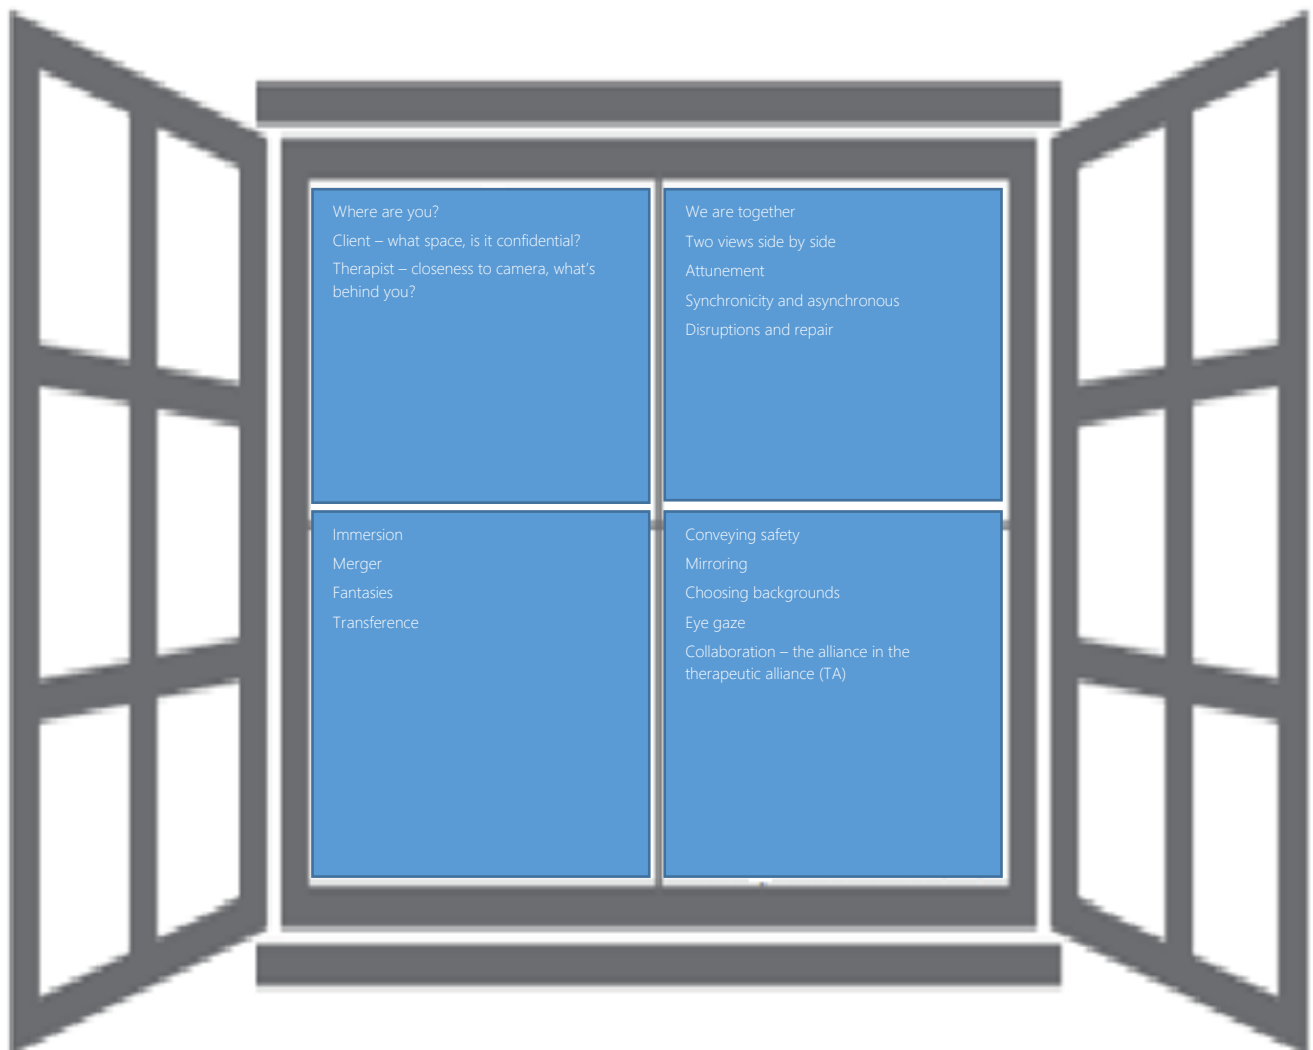 Where are you?
Client – what space, is it confidential?
Therapist – closeness to camera, what's
behind you?
We are together
Two views side by side
Attunement
Synchronicity and asynchronous
Disruptions and repair
Immersion
Merger
Fantasies
Transference
Conveying safety
Mirroring
Choosing backgrounds
Eye gaze
Collaboration – the alliance in the
therapeutic alliance (TA)